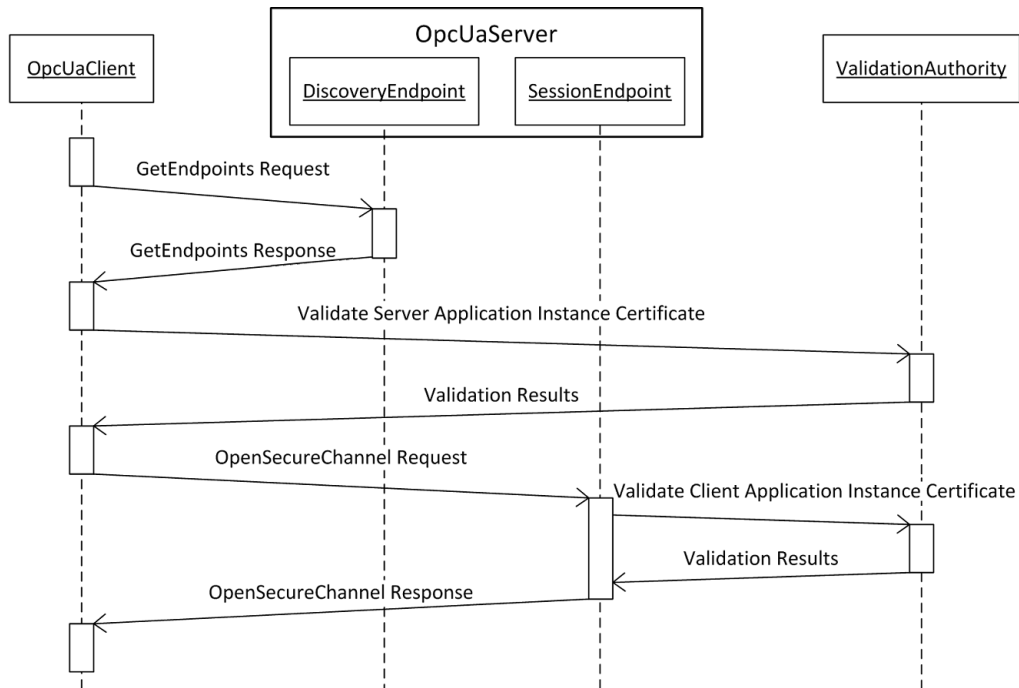 OpcUaServer
OpcUaClient
DiscoveryEndpoint
SessionEndpoint
ValidationAuthority
GetEndpoints Request
GetEndpoints Response
Validate Server Application Instance Certificate
Validation Results
OpenSecureChannel Request
Validate Client Application Instance Certificate
Validation Results
OpenSecureChannel Response